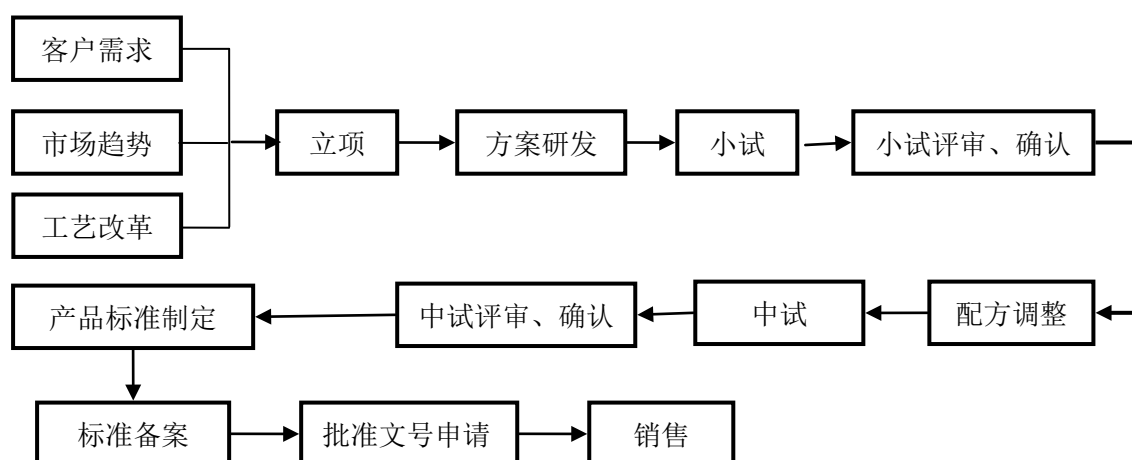 客户需求
市场趋势
工艺改革
立项
方案研发
小试
小试评审、确认
配方调整
中试
中试评审、确认
产品标准制定
标准备案
批准文号申请
销售